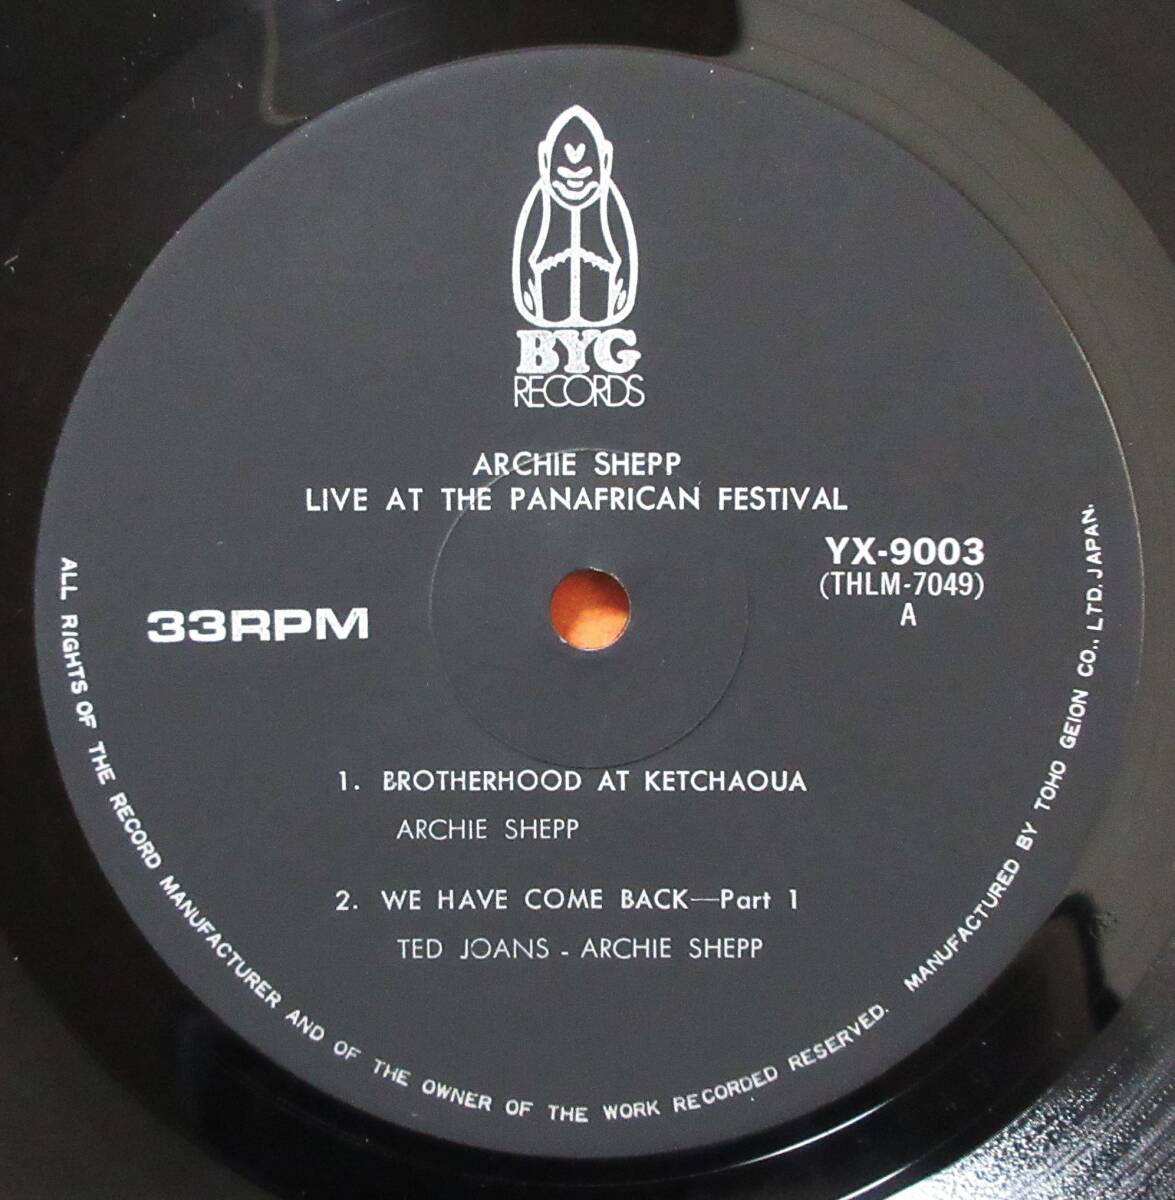 BYG
RECORDS
ARCHIE SHEPP
LIVE AT THE PANAFRICAN FESTIVAL
YX-9003
(THLM-7049)
A
33RPM
1. BROTHERHOOD AT KETCHAOUA
ARCHIE SHEPP
2. WE HAVE COME BACK—Part 1
TED JOANS - ARCHIE SHEPP
ALL RIGHTS OF THE RECORD MANUFACTURER AND OF THE OWNER OF THE WORK RECORDED RESERVED. MANUFACTURED BY TOHO GEION CO., LTD. JAPAN.